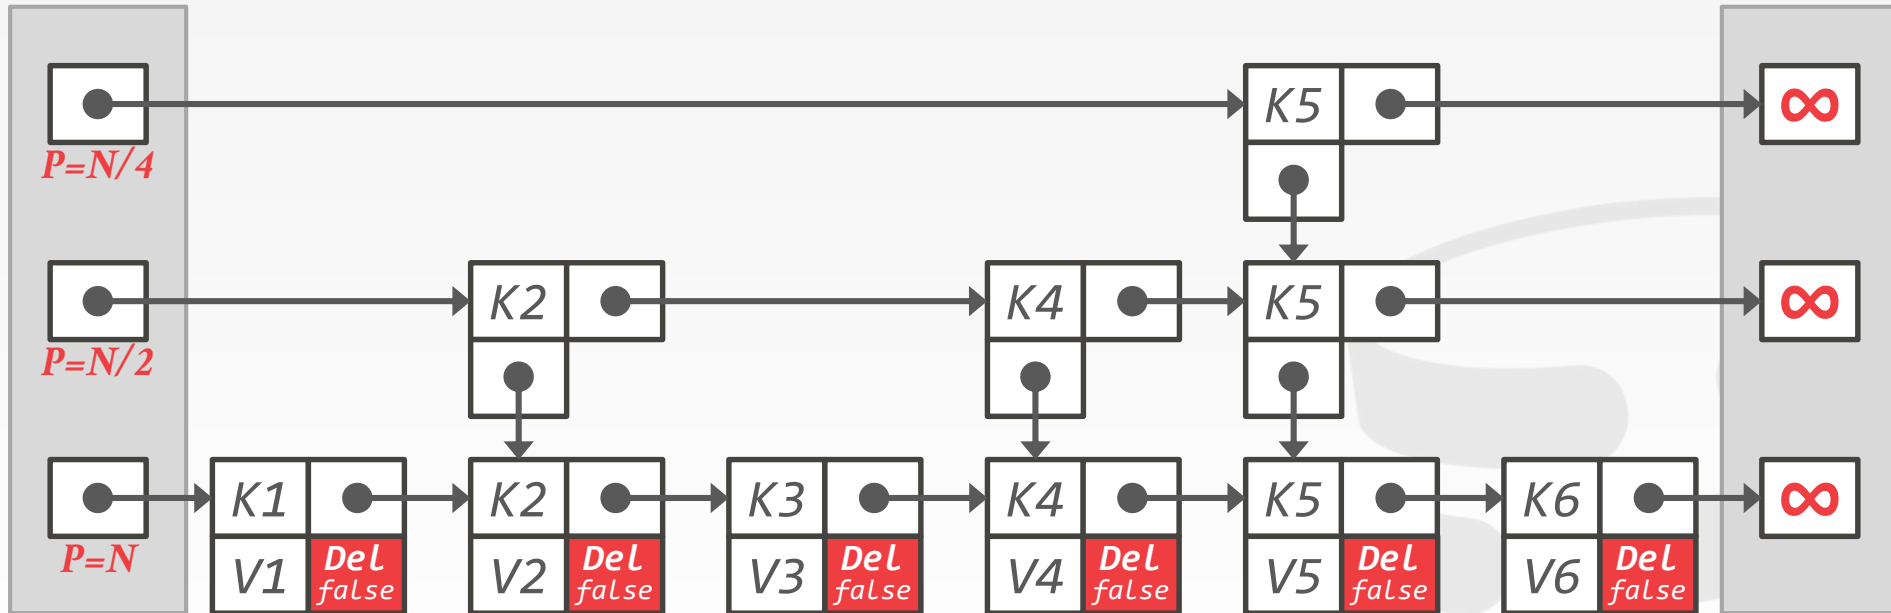 K5 ∞
P=N/4
K2 K4 K5 ∞
P=N/2
K1 K2 K3 K4 K5 K6 ∞
P=N
V1 Del false V2 Del false V3 Del false V4 Del false V5 Del false V6 Del false